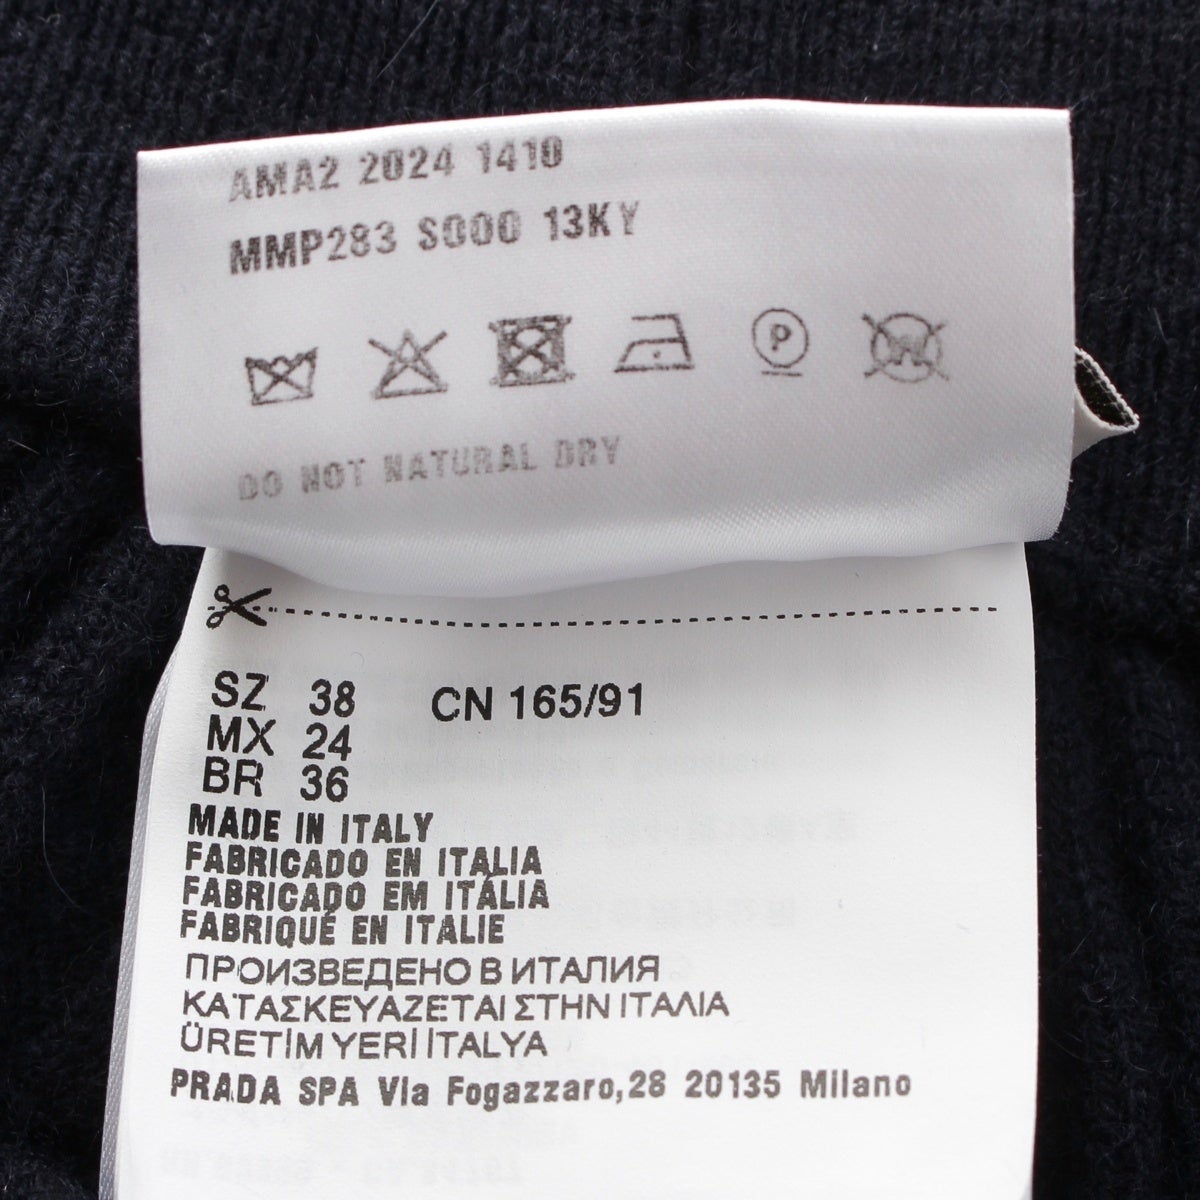 AMA2 2024 1410
MMP283 S000 13KY
P
W
DO NOT NATURAL DRY
SZ 38 CN 165/91
MX 24
BR 36
MADE IN ITALY
FABRICADO EN ITALIA
FABRICADO EM ITÁLIA
FABRIQUÉ EN ITALIE
ПРОИЗВЕДЕНО В ИТАЛИЯ
ΚΑΤΑΣΚΕΥΑΖΕΤΑΙ ΣΤΗΝ ΙΤΑΛΙΑ
ÜRETİM YERİ İTALYA
PRADA SPA Via Fogazzaro,28 20135 Milano